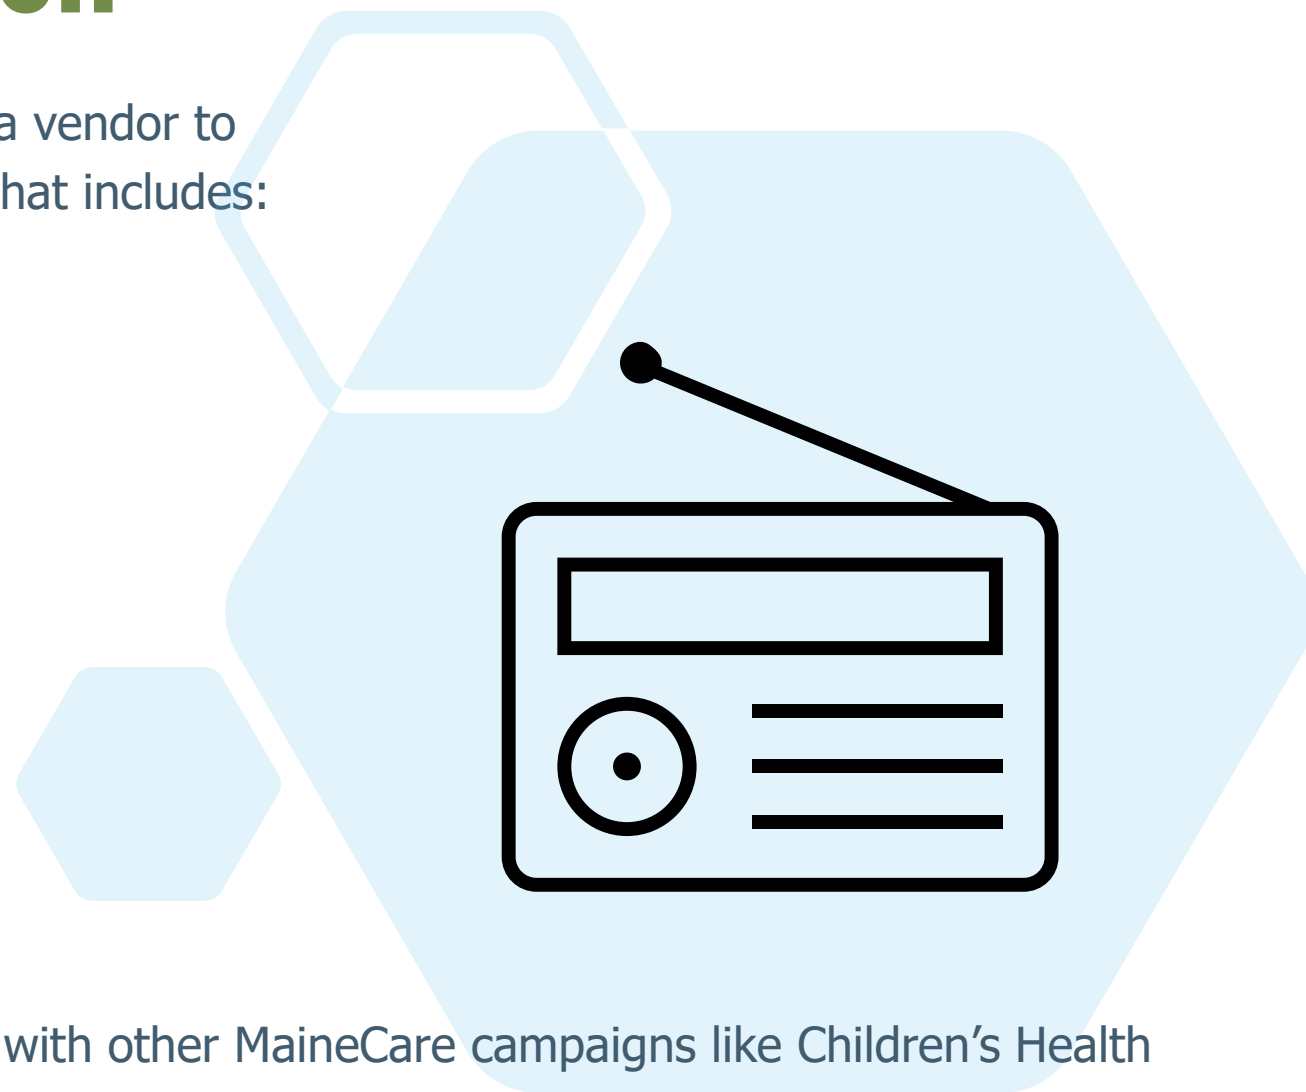 a vendor to
hat includes:
with other MaineCare campaigns like Children’s Health